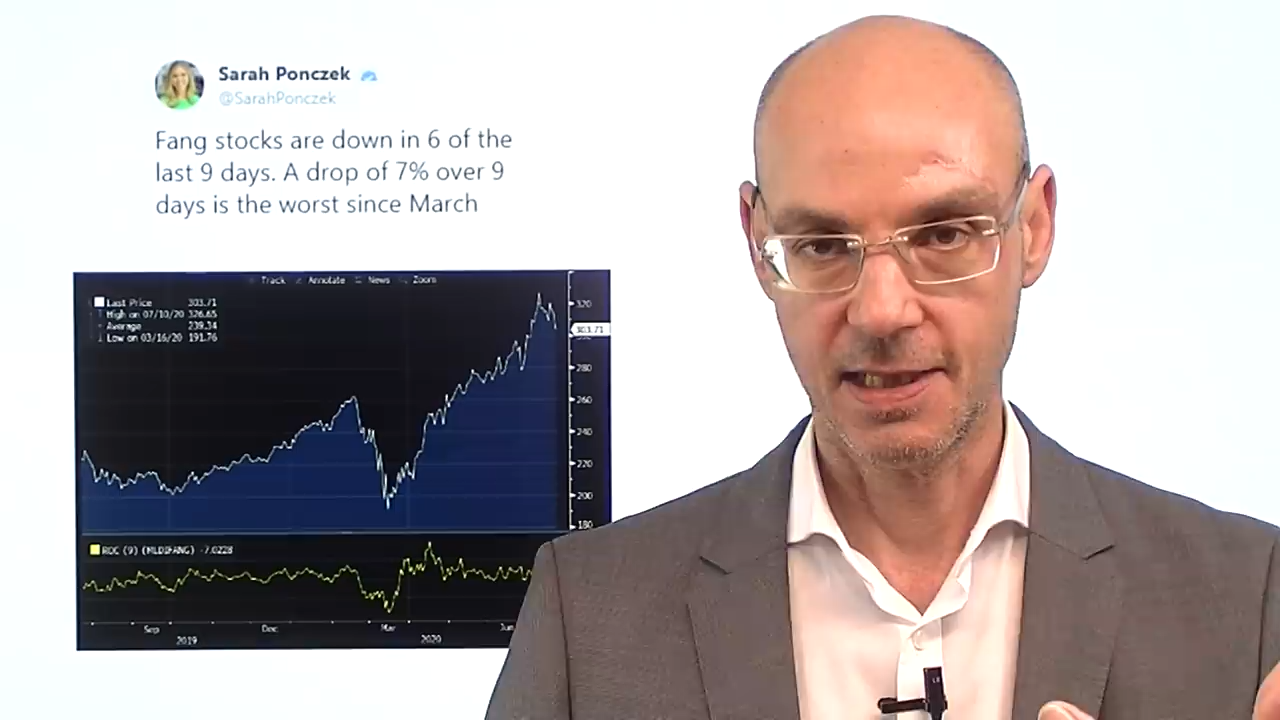 Sarah Ponczek
@SarahPonczek
Fang stocks are down in 6 of the
last 9 days. A drop of 7% over 9
days is the worst since March
Track Annotate News Zoom
Last Price 303.71
High on 07/10/20 326.65
Average 239.34
Low on 03/16/20 191.76
320
303.71
280
260
240
220
200
180
ROC (9) (MLDIFANG) -7.0228
Sep Dec Mar Jun
2019 2020